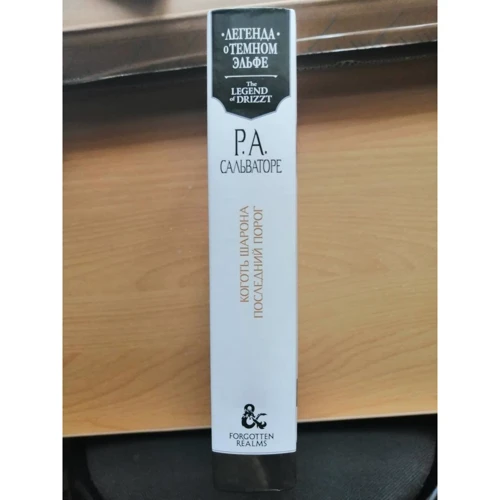 ЛЕГЕНДА
О ТЕМНОМ
ЭЛЬФЕ
The
LEGEND
of DRIZZT
Р.А.
САЛЬВАТОРЕ
КОГОТЬ ШАРОНА
ПОСЛЕДНИЙ ПОРОГ
&
FORGOTTEN
REALMS